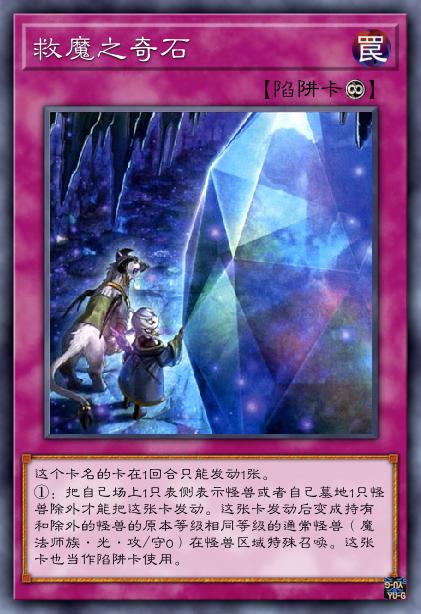 救魔之奇石
罠
【陷阱卡♾】
这个卡名的卡在1回合只能发动1张。
①：把自己场上1只表侧表示怪兽或者自己墓地1只怪
兽除外才能把这张卡发动。这张卡发动后变成持有
和除外的怪兽的原本等级相同等级的通常怪兽（魔
法师族·光·攻/守0）在怪兽区域特殊召唤。这张
卡也当作陷阱卡使用。